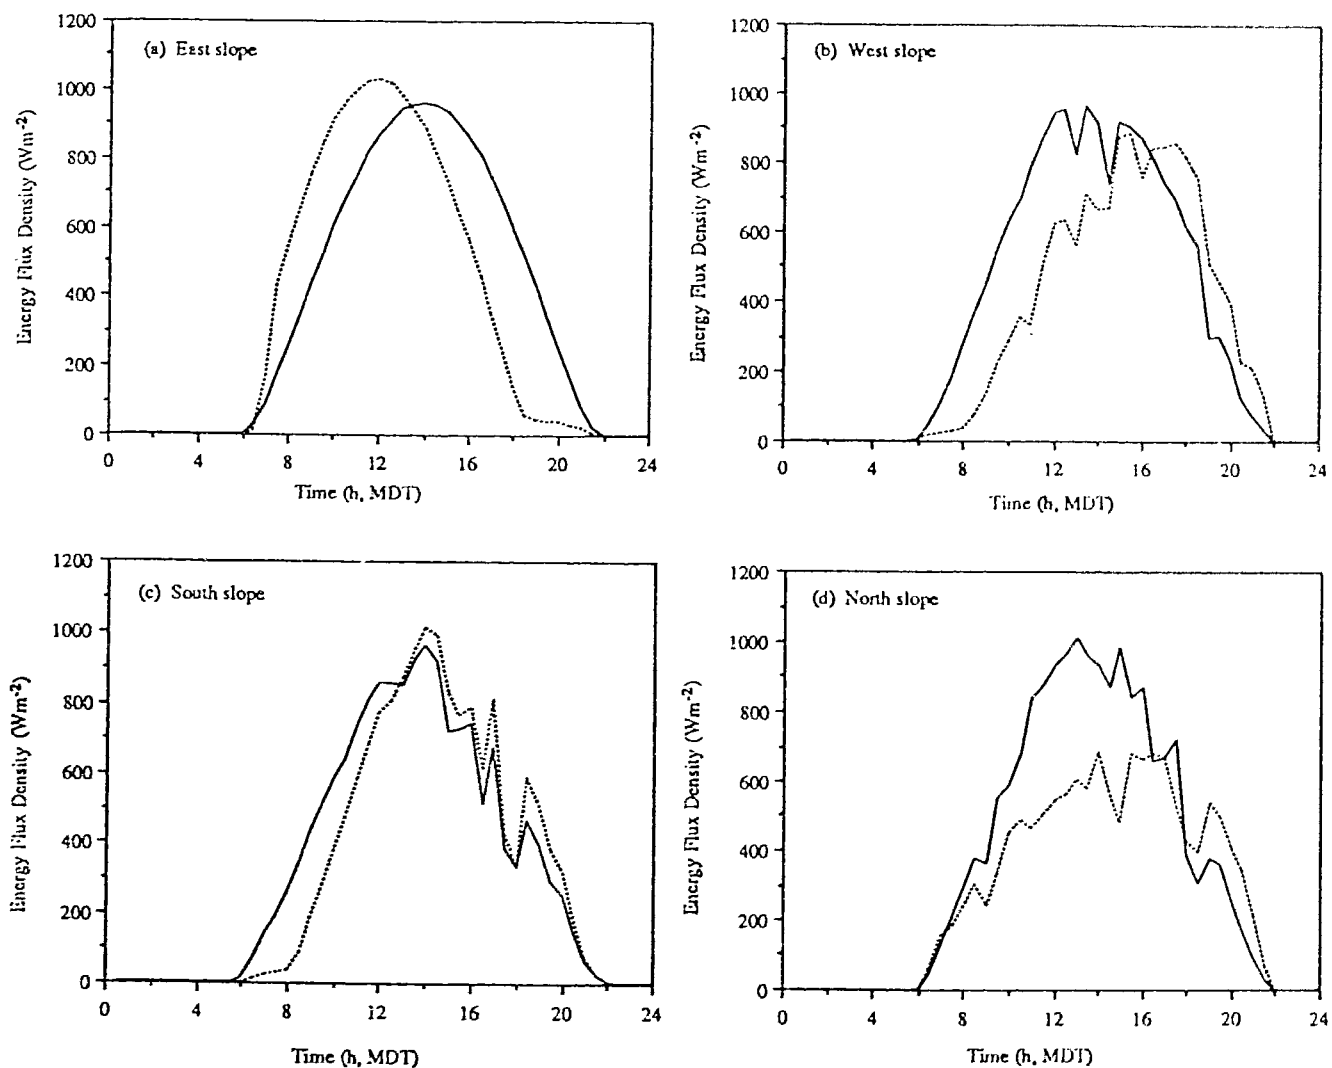 (a) East slope
Energy Flux Density (Wm-2)
1200
1000
800
600
400
200
0
0 4 8 12 16 20 24
Time (h, MDT)
(b) West slope
Energy Flux Density (Wm-2)
1200
1000
800
600
400
200
0
0 4 8 12 16 20 24
Time (h, MDT)
(c) South slope
Energy Flux Density (Wm-2)
1200
1000
800
600
400
200
0
0 4 8 12 16 20 24
Time (h, MDT)
(d) North slope
Energy Flux Density (Wm-2)
1200
1000
800
600
400
200
0
0 4 8 12 16 20 24
Time (h, MDT)